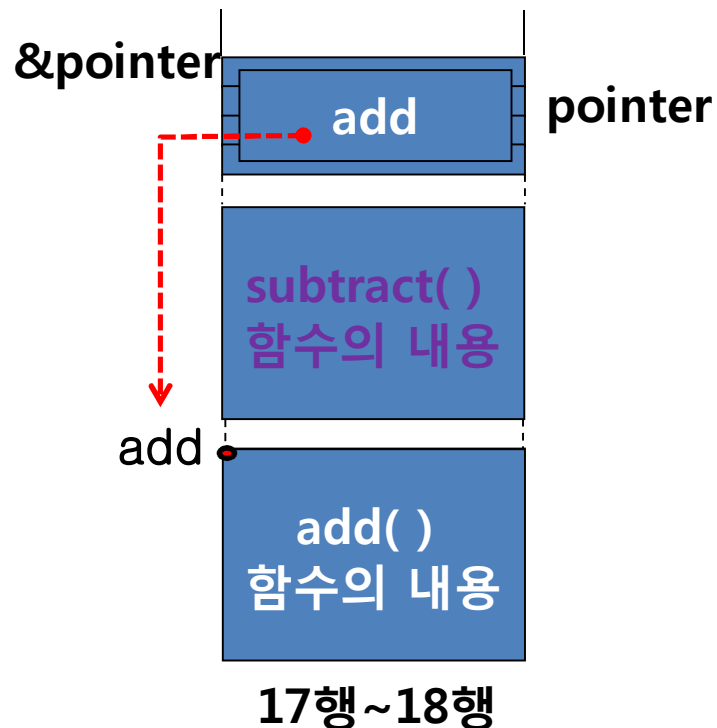 &pointer
add
pointer
subtract( )
함수의 내용
add
add( )
함수의 내용
17행~18행